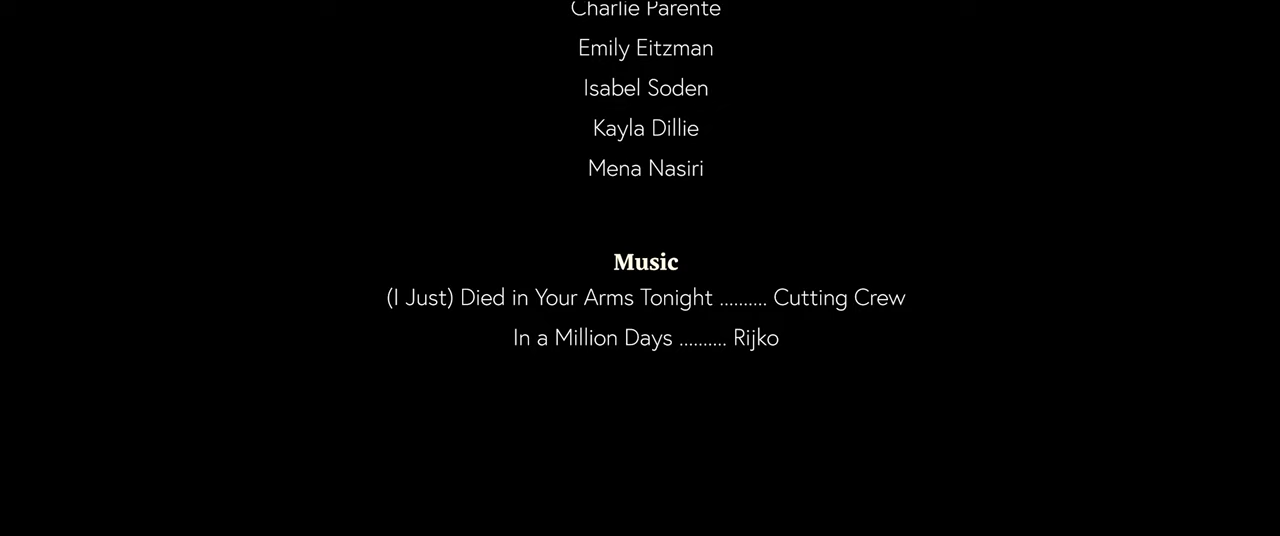 Charlie Parente
Emily Eitzman
Isabel Soden
Kayla Dillie
Mena Nasiri
Music
(I Just) Died in Your Arms Tonight .......... Cutting Crew
In a Million Days .......... Rijko